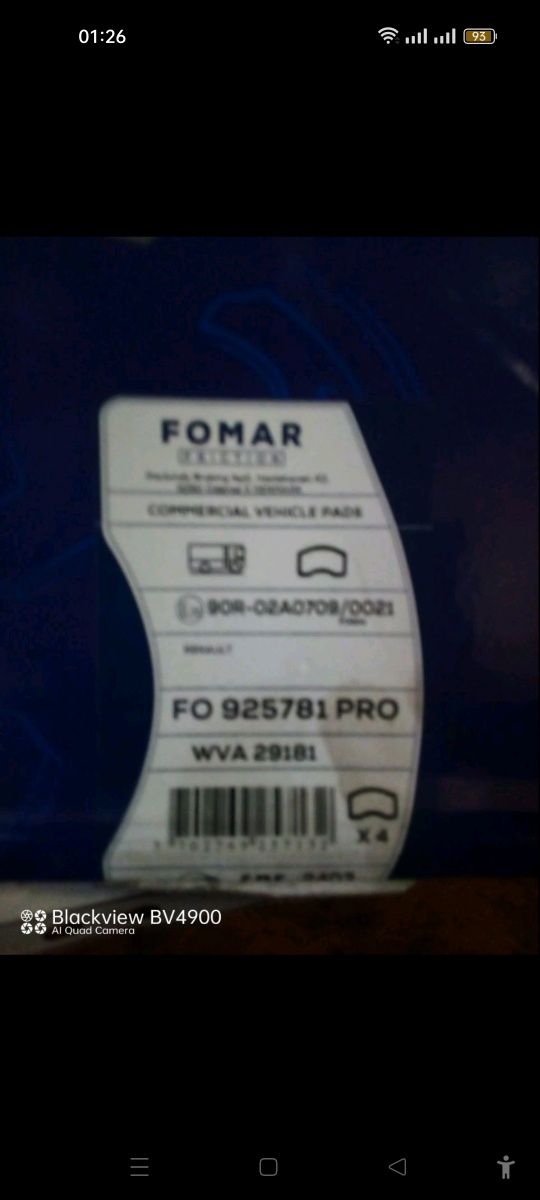 01:26
93
FOMAR
FRICTION
COMMERCIAL VEHICLE PADS
90R-02A0709/0021
RENAULT
FO 925781 PRO
WVA 29181
X 4
Blackview BV4900
AI Quad Camera